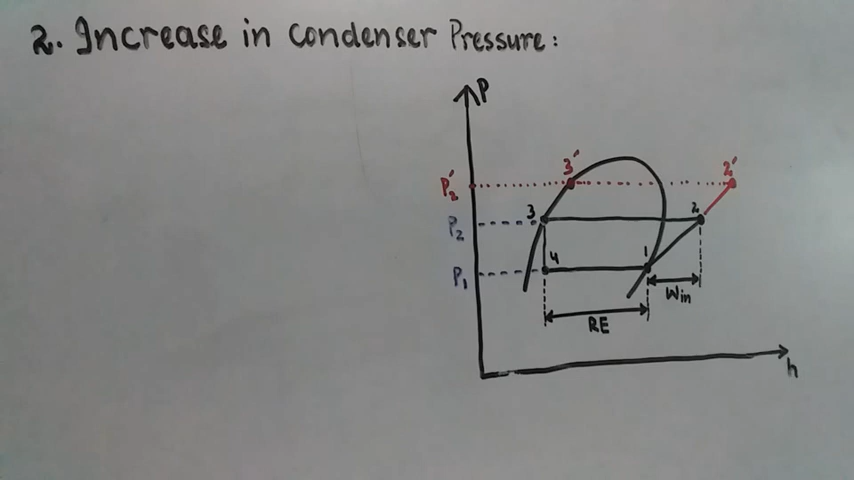 2. Increase in Condenser Pressure:
P
3' 2'
P2'
3 2
P2
4 1
P1
Win
RE
h